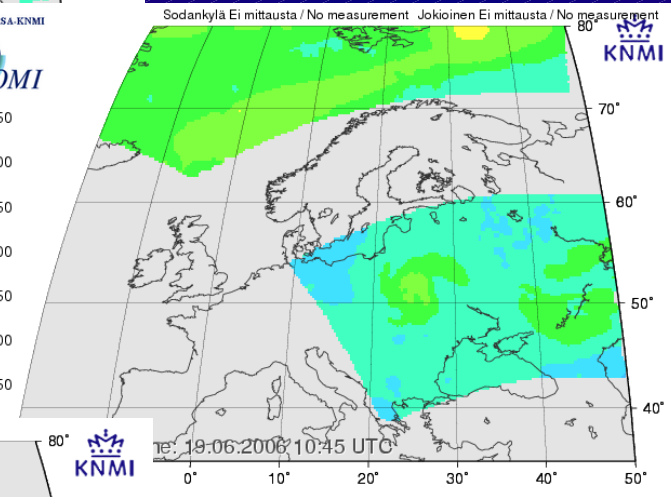 Sodankylä Ei mittausta / No measurement Jokioinen Ei mittausta / No measurement
SA-KNMI
OMI
KNMI
80°
70°
60°
50°
40°
50
00
50
00
50
00
50
80°
KNMI
e: 19.06.2006 10:45 UTC
0° 10° 20° 30° 40° 50°